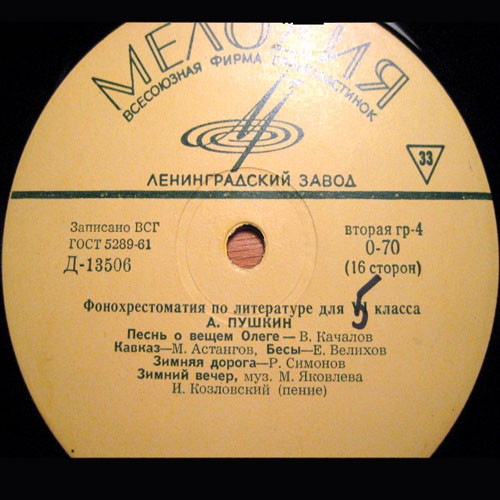 МЕЛОДИЯ
ВСЕСОЮЗНАЯ ФИРМА ГРАМПЛАСТИНОК
33
ЛЕНИНГРАДСКИЙ ЗАВОД
Записано ВСГ
ГОСТ 5289-61
Д-13506
вторая гр-4
0-70
(16 сторон)
Фонохрестоматия по литературе для 5 класса
А. ПУШКИН
Песнь о вещем Олеге — В. Качалов
Кавказ — М. Астангов, Бесы — Е. Велихов
Зимняя дорога — Р. Симонов
Зимний вечер, муз. М. Яковлева
И. Козловский (пение)